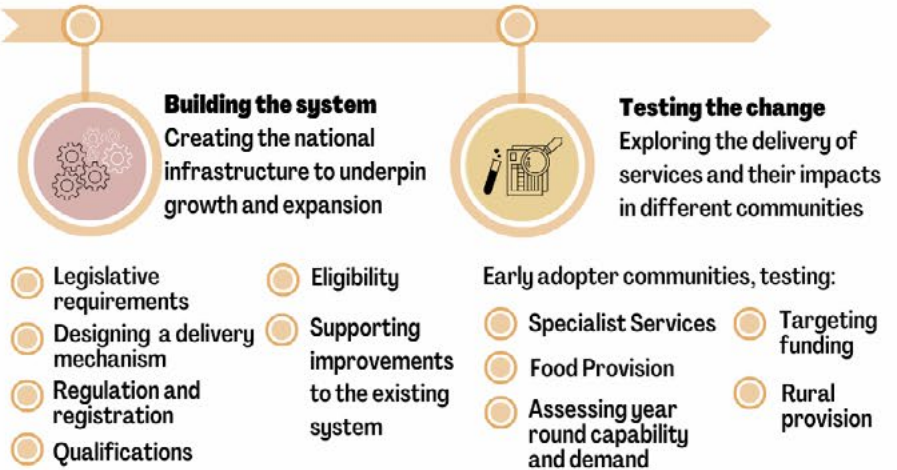 Building the system
Creating the national
infrastructure to underpin
growth and expansion
Legislative
requirements
Designing a delivery
mechanism
Regulation and
registration
Qualifications
Eligibility
Supporting
improvements
to the existing
system
Testing the change
Exploring the delivery of
services and their impacts
in different communities
Early adopter communities, testing:
Specialist Services
Food Provision
Assessing year
round capability
and demand
Targeting
funding
Rural
provision